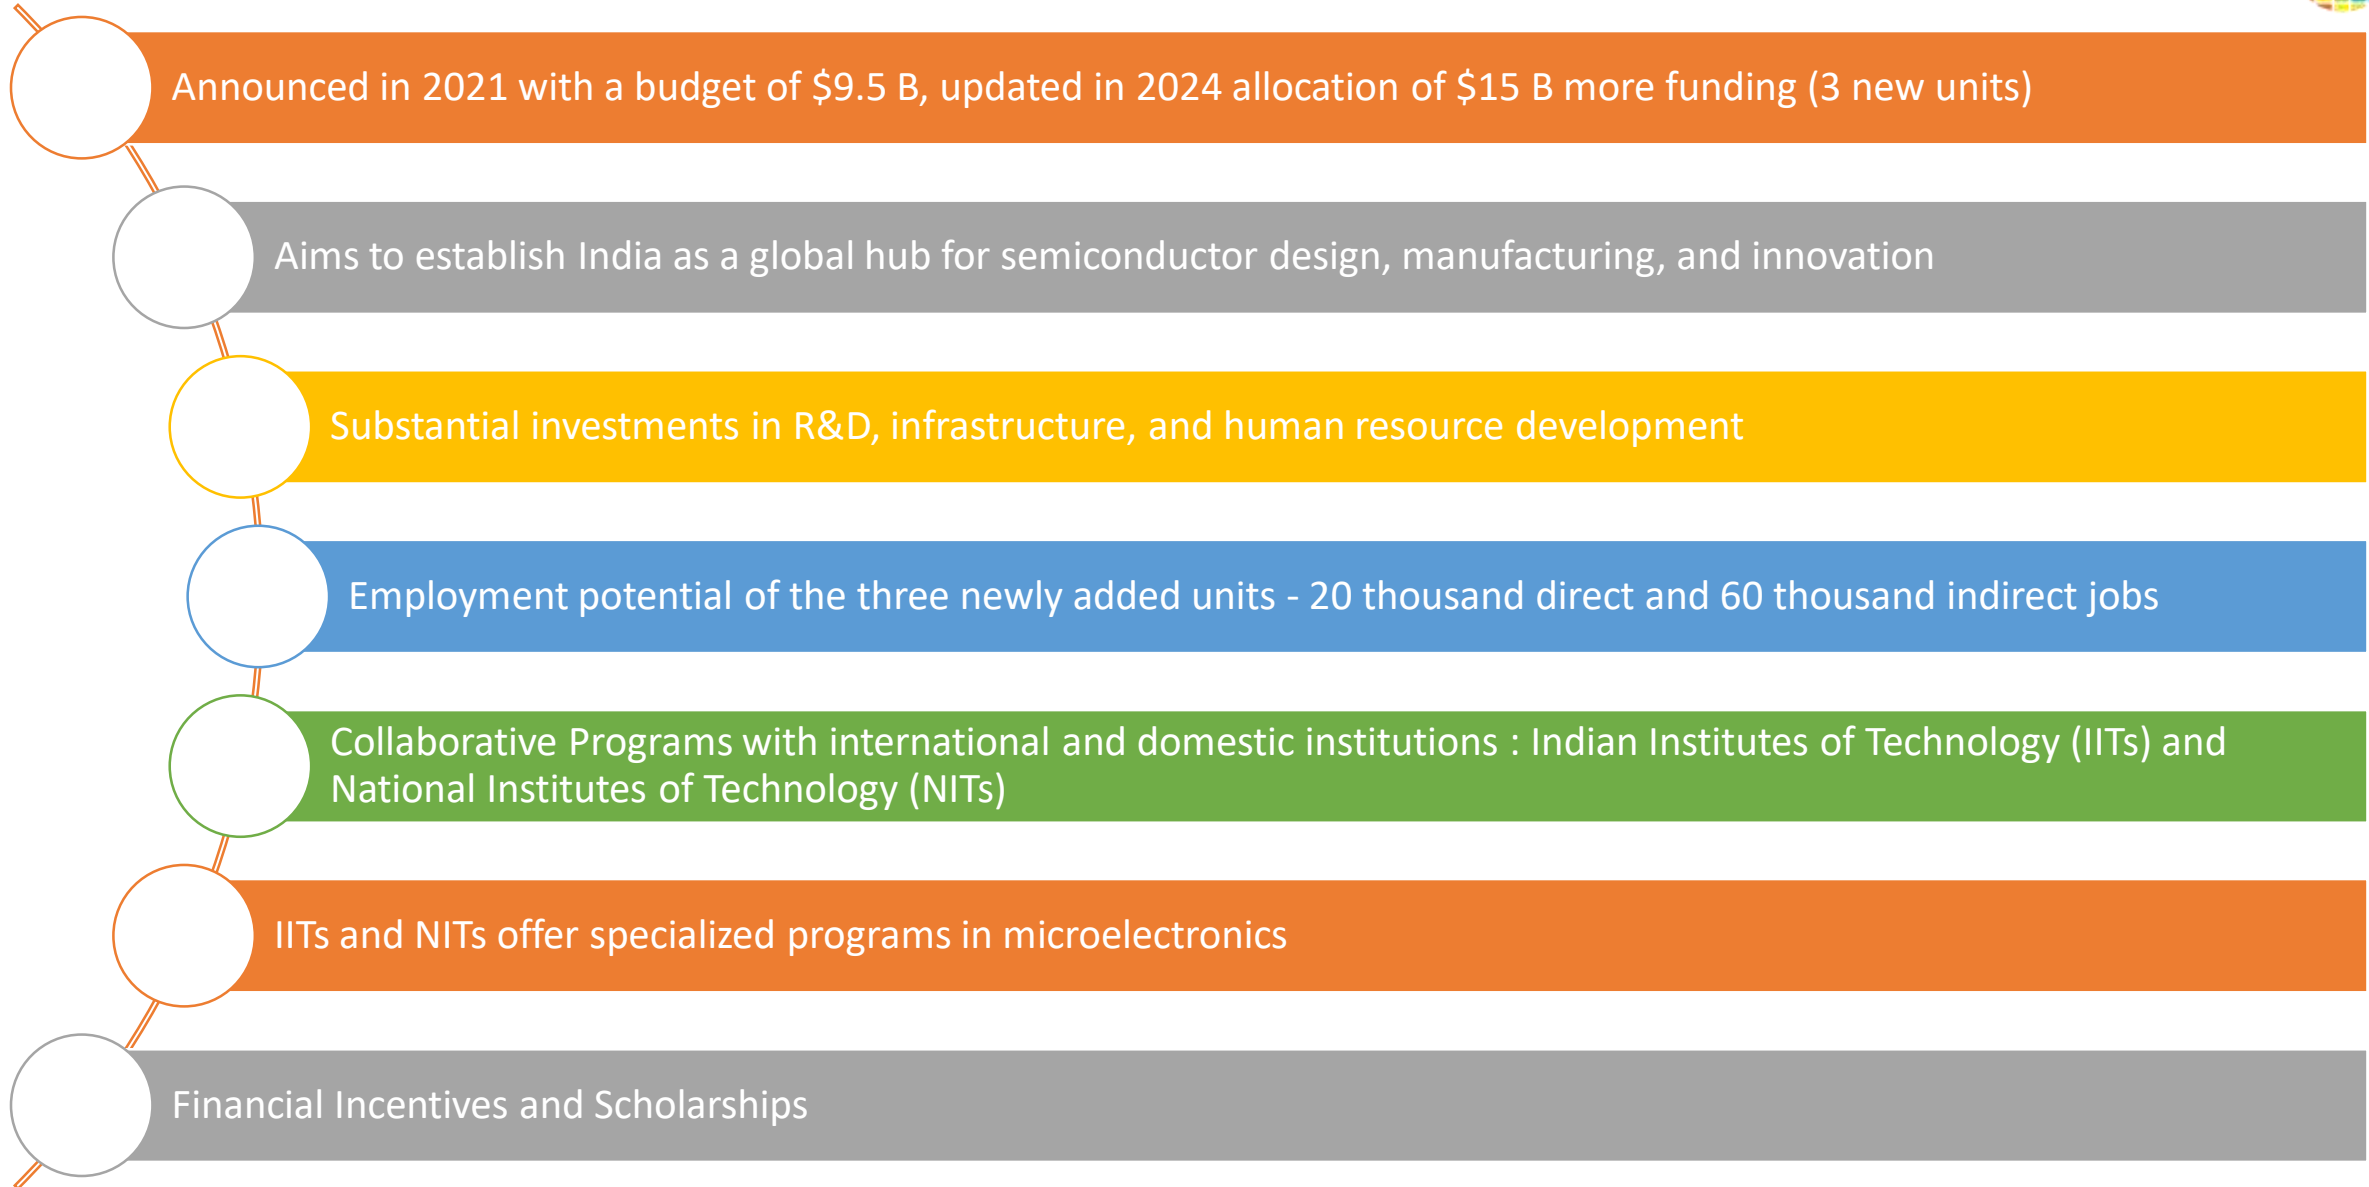 Announced in 2021 with a budget of $9.5 B, updated in 2024 allocation of $15 B more funding (3 new units)
Aims to establish India as a global hub for semiconductor design, manufacturing, and innovation
Substantial investments in R&D, infrastructure, and human resource development
Employment potential of the three newly added units - 20 thousand direct and 60 thousand indirect jobs
Collaborative Programs with international and domestic institutions : Indian Institutes of Technology (IITs) and
National Institutes of Technology (NITs)
IITs and NITs offer specialized programs in microelectronics
Financial Incentives and Scholarships